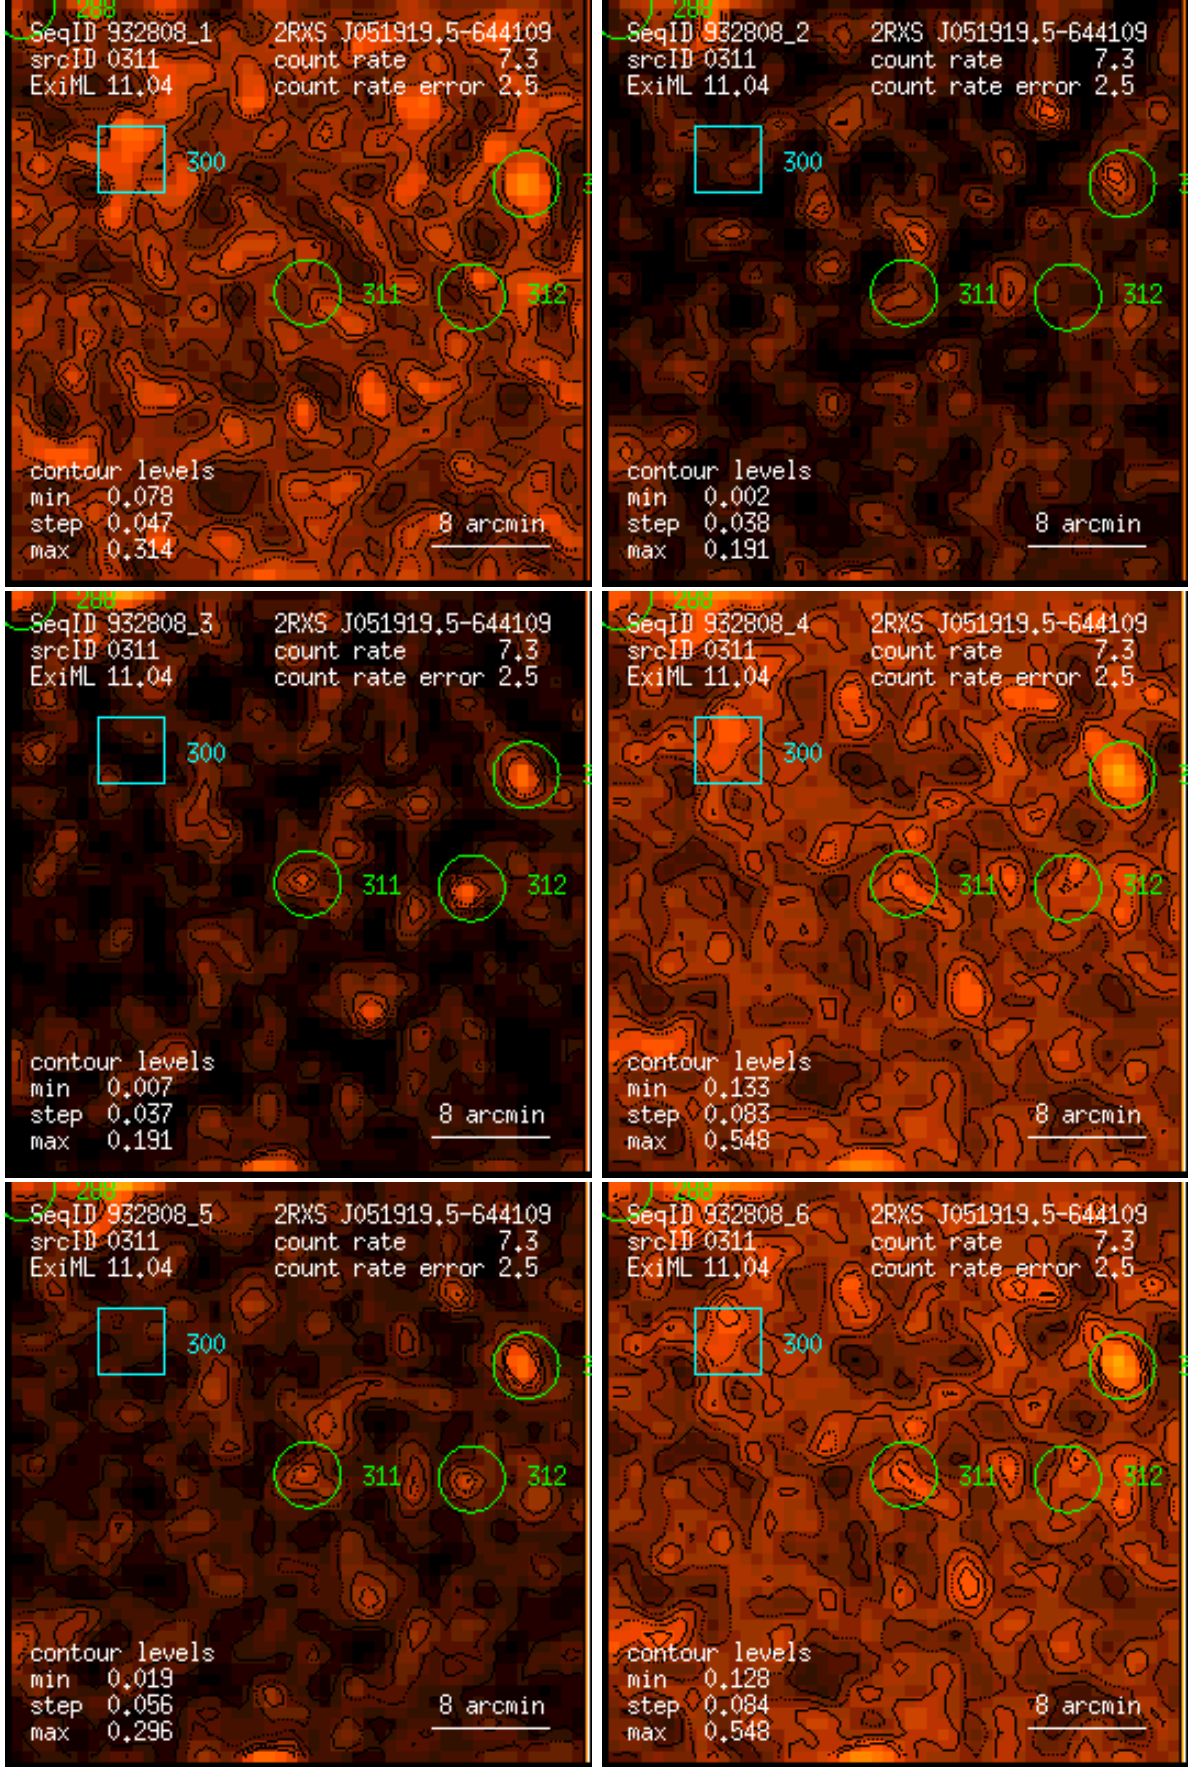 288
SeqID 932808_1 2RXS J051919.5-644109
srcID 0311 count rate 7.3
ExiML 11.04 count rate error 2.5
300
311
312
contour levels
min 0.078
step 0.047
max 0.314
8 arcmin
288
SeqID 932808_2 2RXS J051919.5-644109
srcID 0311 count rate 7.3
ExiML 11.04 count rate error 2.5
300
311
312
contour levels
min 0.002
step 0.038
max 0.191
8 arcmin
288
SeqID 932808_3 2RXS J051919.5-644109
srcID 0311 count rate 7.3
ExiML 11.04 count rate error 2.5
300
311
312
contour levels
min 0.007
step 0.037
max 0.191
8 arcmin
288
SeqID 932808_4 2RXS J051919.5-644109
srcID 0311 count rate 7.3
ExiML 11.04 count rate error 2.5
300
311
312
contour levels
min 0.133
step 0.083
max 0.548
8 arcmin
288
SeqID 932808_5 2RXS J051919.5-644109
srcID 0311 count rate 7.3
ExiML 11.04 count rate error 2.5
300
311
312
contour levels
min 0.019
step 0.056
max 0.296
8 arcmin
288
SeqID 932808_6 2RXS J051919.5-644109
srcID 0311 count rate 7.3
ExiML 11.04 count rate error 2.5
300
311
312
contour levels
min 0.128
step 0.084
max 0.548
8 arcmin